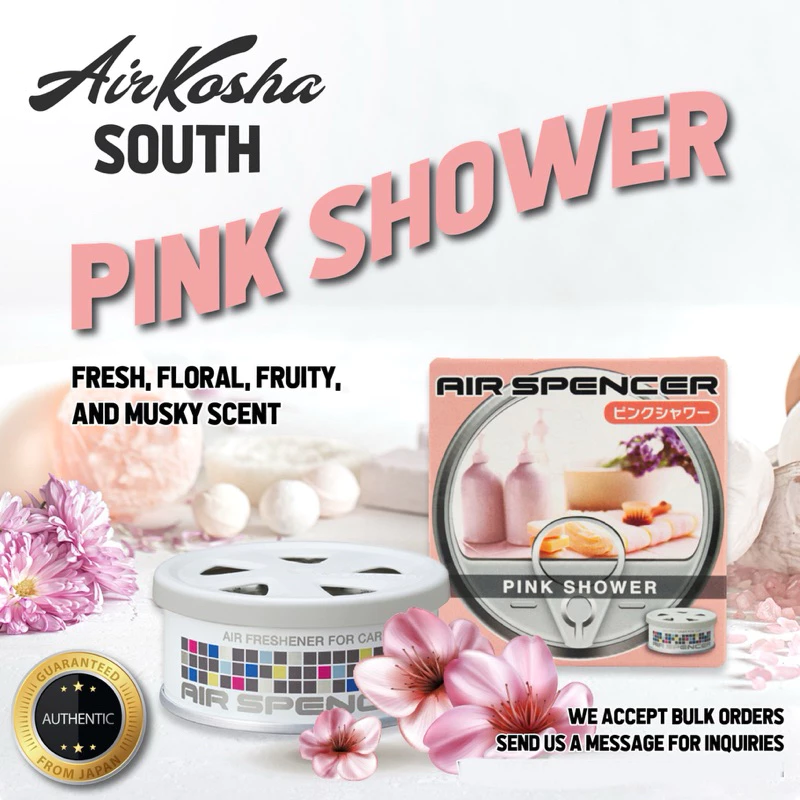 AirKosha
SOUTH
PINK SHOWER
FRESH, FLORAL, FRUITY,
AND MUSKY SCENT
AIR SPENCER
ピンクシャワー
PINK SHOWER
AIR FRESHENER FOR CAR
AIR SPENC
GUARANTEED
AUTHENTIC
FROM JAPAN
WE ACCEPT BULK ORDERS
SEND US A MESSAGE FOR INQUIRIES